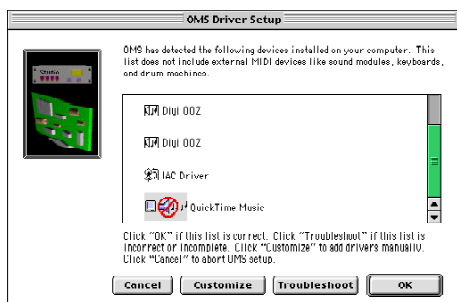 OMS Driver Setup
OMS has detected the following devices installed on your computer. This
list does not include external MIDI devices like sound modules, keyboards,
and drum machines.
Studio
Digi 002
Digi 002
IAC Driver
QuickTime Music
Click "OK" if this list is correct. Click "Troubleshoot" if this list is
incorrect or incomplete. Click "Customize" to add drivers manually.
Click "Cancel" to abort OMS setup.
Cancel Customize Troubleshoot OK